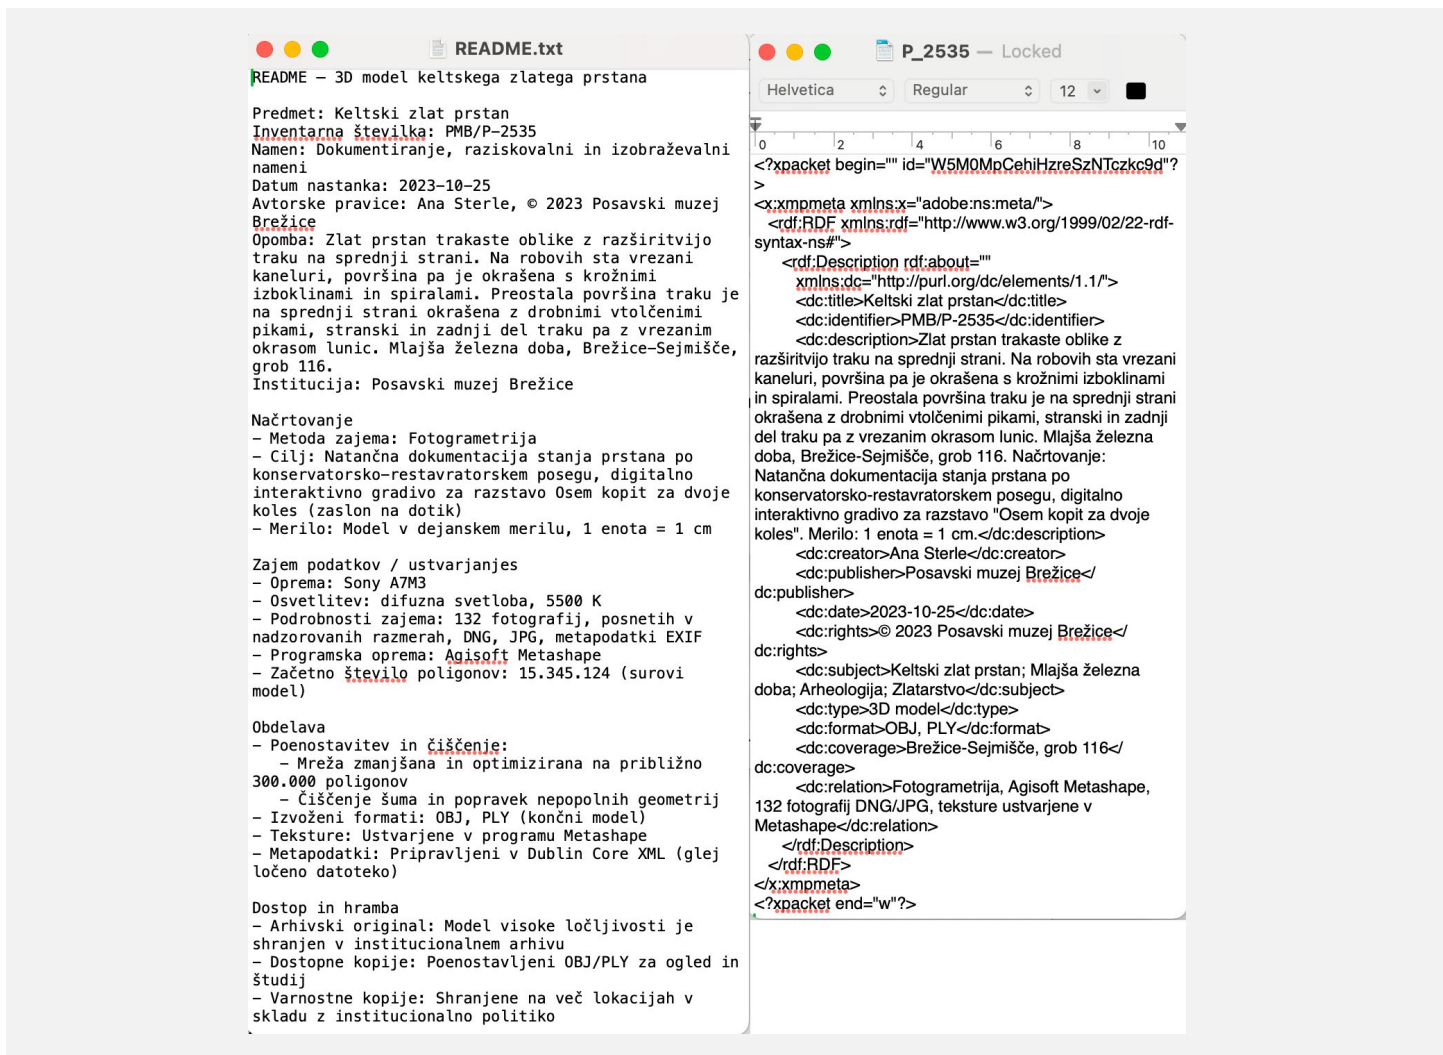 README.txt
README – 3D model keltskega zlatega prstana
Predmet: Keltski zlat prstan
Inventarna številka: PMB/P-2535
Namen: Dokumentiranje, raziskovalni in izobraževalni
nameni
Datum nastanka: 2023-10-25
Avtorske pravice: Ana Sterle, © 2023 Posavski muzej
Brežice
Opomba: Zlat prstan trakaste oblike z razširitvijo
traku na sprednji strani. Na robovih sta vrezani
kaneluri, površina pa je okrašena s krožnimi
izboklinami in spiralami. Preostala površina traku je
na sprednji strani okrašena z drobnimi vtolčenimi
pikami, stranski in zadnji del traku pa z vrezanim
okrasom lunic. Mlajša železna doba, Brežice-Sejmišče,
grob 116.
Institucija: Posavski muzej Brežice
Načrtovanje
– Metoda zajema: Fotogrametrija
– Cilj: Natančna dokumentacija stanja prstana po
konservatorsko-restavratorskem posegu, digitalno
interaktivno gradivo za razstavo Osem kopit za dvoje
koles (zaslon na dotik)
– Merilo: Model v dejanskem merilu, 1 enota = 1 cm
Zajem podatkov / ustvarjanjes
– Oprema: Sony A7M3
– Osvetlitev: difuzna svetloba, 5500 K
– Podrobnosti zajema: 132 fotografij, posnetih v
nadzorovanih razmerah, DNG, JPG, metapodatki EXIF
– Programska oprema: Agisoft Metashape
– Začetno število poligonov: 15.345.124 (surovi
model)
Obdelava
– Poenostavitev in čiščenje:
– Mreža zmanjšana in optimizirana na približno
300.000 poligonov
– Čiščenje šuma in popravek nepopolnih geometrij
– Izvoženi formati: OBJ, PLY (končni model)
– Teksture: Ustvarjene v programu Metashape
– Metapodatki: Pripravljeni v Dublin Core XML (glej
ločeno datoteko)
Dostop in hramba
– Arhivski original: Model visoke ločljivosti je
shranjen v institucionalnem arhivu
– Dostopne kopije: Poenostavljeni OBJ/PLY za ogled in
študij
– Varnostne kopije: Shranjene na več lokacijah v
skladu z institucionalno politiko
P_2535 — Locked
Helvetica Regular 12
0 2 4 6 8 10
<?xpacket begin="" id="W5M0MpCehiHzreSzNTczkc9d"?
>
<x:xmpmeta xmlns:x="adobe:ns:meta/">
<rdf:RDF xmlns:rdf="http://www.w3.org/1999/02/22-rdf-
syntax-ns#">
<rdf:Description rdf:about=""
xmlns:dc="http://purl.org/dc/elements/1.1/">
<dc:title>Keltski zlat prstan</dc:title>
<dc:identifier>PMB/P-2535</dc:identifier>
<dc:description>Zlat prstan trakaste oblike z
razširitvijo traku na sprednji strani. Na robovih sta vrezani
kaneluri, površina pa je okrašena s krožnimi izboklinami
in spiralami. Preostala površina traku je na sprednji strani
okrašena z drobnimi vtolčenimi pikami, stranski in zadnji
del traku pa z vrezanim okrasom lunic. Mlajša železna
doba, Brežice-Sejmišče, grob 116. Načrtovanje:
Natančna dokumentacija stanja prstana po
konservatorsko-restavratorskem posegu, digitalno
interaktivno gradivo za razstavo "Osem kopit za dvoje
koles". Merilo: 1 enota = 1 cm.</dc:description>
<dc:creator>Ana Sterle</dc:creator>
<dc:publisher>Posavski muzej Brežice</
dc:publisher>
<dc:date>2023-10-25</dc:date>
<dc:rights>© 2023 Posavski muzej Brežice</
dc:rights>
<dc:subject>Keltski zlat prstan; Mlajša železna
doba; Arheologija; Zlatarstvo</dc:subject>
<dc:type>3D model</dc:type>
<dc:format>OBJ, PLY</dc:format>
<dc:coverage>Brežice-Sejmišče, grob 116</
dc:coverage>
<dc:relation>Fotogrametrija, Agisoft Metashape,
132 fotografij DNG/JPG, teksture ustvarjene v
Metashape</dc:relation>
</rdf:Description>
</rdf:RDF>
</x:xmpmeta>
<?xpacket end="w"?>